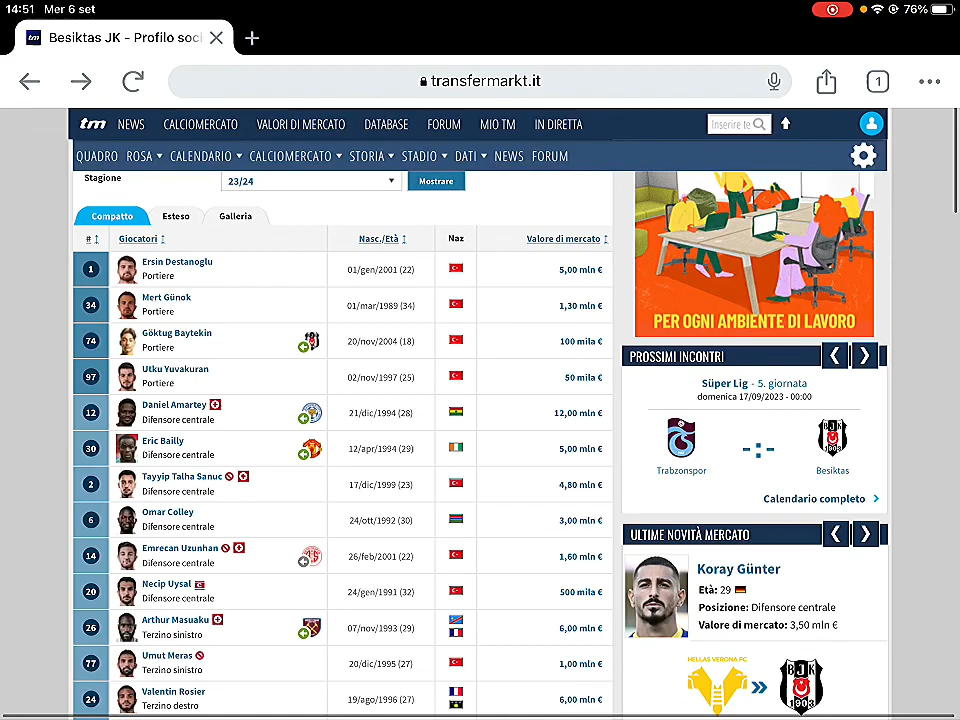 14:51 Mer 6 set
76%
tm Besiktas JK - Profilo soc
transfermarkt.it
1
tm NEWS CALCIOMERCATO VALORI DI MERCATO DATABASE FORUM MIO TM IN DIRETTA
Inserire te
QUADRO ROSA CALENDARIO CALCIOMERCATO STORIA STADIO DATI NEWS FORUM
Stagione
23/24
Mostrare
Compatto Esteso Galleria
# Giocatori Nasc./Età Naz Valore di mercato
1 Ersin Destanoglu 01/gen/2001 (22) 5,00 mln €
Portiere
34 Mert Günok 01/mar/1989 (34) 1,30 mln €
Portiere
74 Göktug Baytekin 20/nov/2004 (18) 100 mila €
Portiere
97 Utku Yuvakuran 02/nov/1997 (25) 50 mila €
Portiere
12 Daniel Amartey 21/dic/1994 (28) 12,00 mln €
Difensore centrale
30 Eric Bailly 12/apr/1994 (29) 5,00 mln €
Difensore centrale
2 Tayyip Talha Sanuc 17/dic/1999 (23) 4,80 mln €
Difensore centrale
6 Omar Colley 24/ott/1992 (30) 3,00 mln €
Difensore centrale
14 Emrecan Uzunhan 26/feb/2001 (22) 1,60 mln €
Difensore centrale
20 Necip Uysal 24/gen/1991 (32) 500 mila €
Difensore centrale
26 Arthur Masuaku 07/nov/1993 (29) 6,00 mln €
Terzino sinistro
77 Umut Meras 20/dic/1995 (27) 1,00 mln €
Terzino sinistro
24 Valentin Rosier 19/ago/1996 (27) 6,00 mln €
Terzino destro
PER OGNI AMBIENTE DI LAVORO
PROSSIMI INCONTRI
Süper Lig - 5. giornata
domenica 17/09/2023 - 00:00
-:-
BJK
Trabzonspor Besiktas
Calendario completo
ULTIME NOVITÀ MERCATO
Koray Günter
Età: 29
Posizione: Difensore centrale
Valore di mercato: 3,50 mln €
HELLAS VERONA FC
BJK
1903